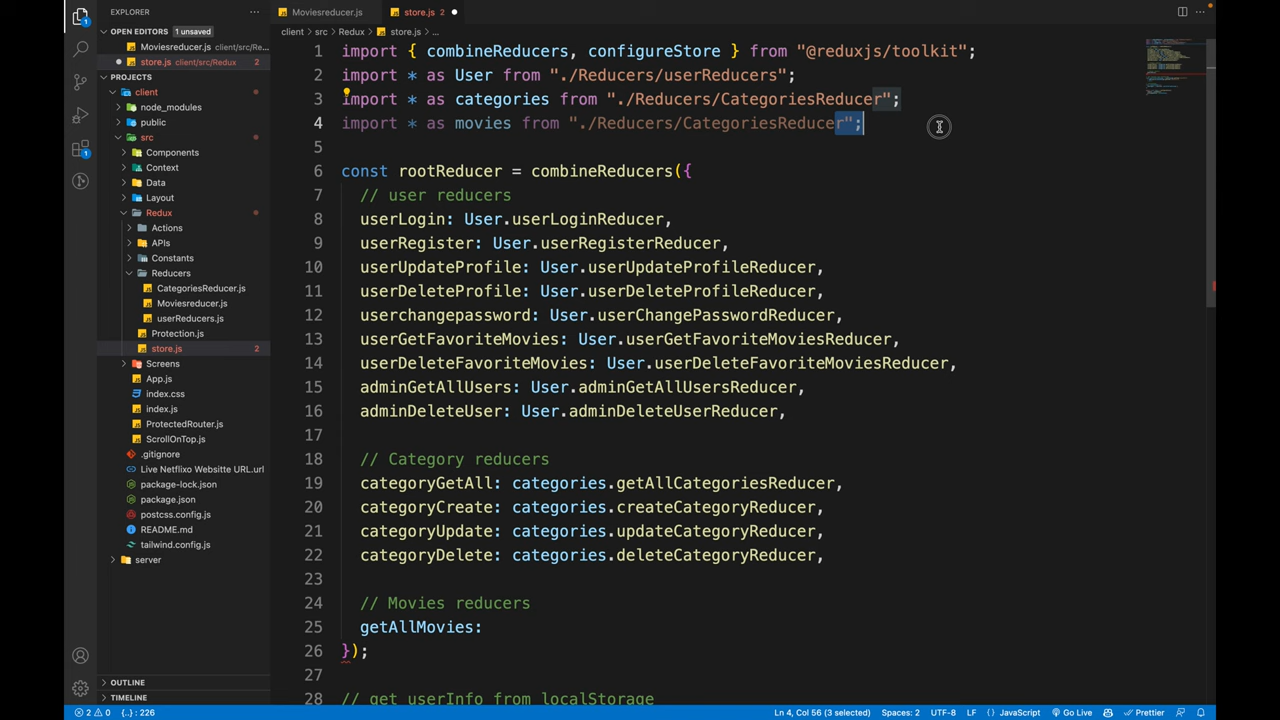 EXPLORER
Moviesreducer.js
store.js 2
OPEN EDITORS 1 unsaved
Moviesreducer.js client/src/Re...
store.js client/src/Redux 2
PROJECTS
client
node_modules
public
src
Components
Context
Data
Layout
Redux
Actions
APIs
Constants
Reducers
CategoriesReducer.js
Moviesreducer.js
userReducers.js
Protection.js
store.js 2
Screens
App.js
index.css
index.js
ProtectedRouter.js
ScrollOnTop.js
.gitignore
Live Netflixo Websitte URL.url
package-lock.json
package.json
postcss.config.js
README.md
tailwind.config.js
server
OUTLINE
TIMELINE
client > src > Redux > store.js > ...
1 import { combineReducers, configureStore } from "@reduxjs/toolkit";
2 import * as User from "./Reducers/userReducers";
3 import * as categories from "./Reducers/CategoriesReducer";
4 import * as movies from "./Reducers/CategoriesReducer";
5
6 const rootReducer = combineReducers({
7 // user reducers
8 userLogin: User.userLoginReducer,
9 userRegister: User.userRegisterReducer,
10 userUpdateProfile: User.userUpdateProfileReducer,
11 userDeleteProfile: User.userDeleteProfileReducer,
12 userchangepassword: User.userChangePasswordReducer,
13 userGetFavoriteMovies: User.userGetFavoriteMoviesReducer,
14 userDeleteFavoriteMovies: User.userDeleteFavoriteMoviesReducer,
15 adminGetAllUsers: User.adminGetAllUsersReducer,
16 adminDeleteUser: User.adminDeleteUserReducer,
17
18 // Category reducers
19 categoryGetAll: categories.getAllCategoriesReducer,
20 categoryCreate: categories.createCategoryReducer,
21 categoryUpdate: categories.updateCategoryReducer,
22 categoryDelete: categories.deleteCategoryReducer,
23
24 // Movies reducers
25 getAllMovies:
26 });
27
28 // get userInfo from localStorage
2 0 {..} : 226
Ln 4, Col 56 (3 selected) Spaces: 2 UTF-8 LF JavaScript Go Live Prettier